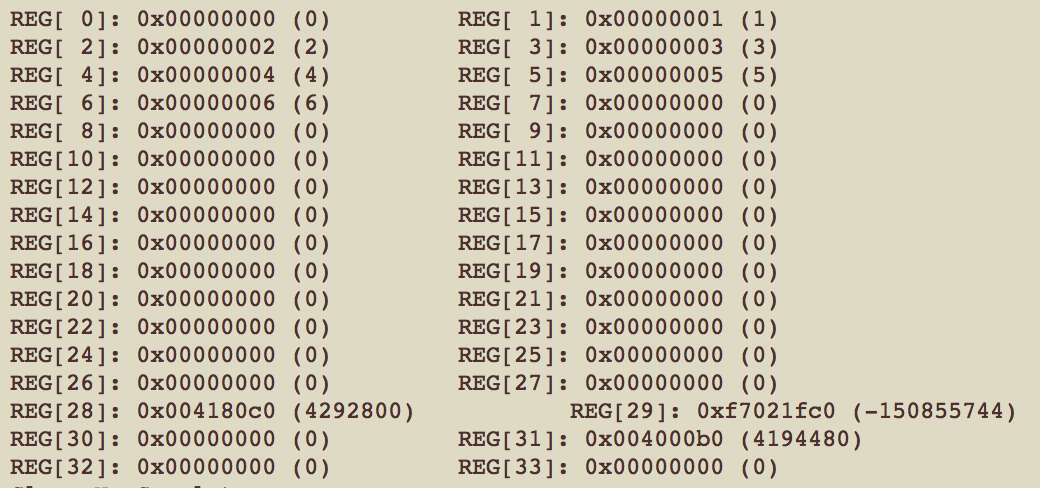 REG[ 0]: 0x00000000 (0) REG[ 1]: 0x00000001 (1)
REG[ 2]: 0x00000002 (2) REG[ 3]: 0x00000003 (3)
REG[ 4]: 0x00000004 (4) REG[ 5]: 0x00000005 (5)
REG[ 6]: 0x00000006 (6) REG[ 7]: 0x00000000 (0)
REG[ 8]: 0x00000000 (0) REG[ 9]: 0x00000000 (0)
REG[10]: 0x00000000 (0) REG[11]: 0x00000000 (0)
REG[12]: 0x00000000 (0) REG[13]: 0x00000000 (0)
REG[14]: 0x00000000 (0) REG[15]: 0x00000000 (0)
REG[16]: 0x00000000 (0) REG[17]: 0x00000000 (0)
REG[18]: 0x00000000 (0) REG[19]: 0x00000000 (0)
REG[20]: 0x00000000 (0) REG[21]: 0x00000000 (0)
REG[22]: 0x00000000 (0) REG[23]: 0x00000000 (0)
REG[24]: 0x00000000 (0) REG[25]: 0x00000000 (0)
REG[26]: 0x00000000 (0) REG[27]: 0x00000000 (0)
REG[28]: 0x004180c0 (4292800) REG[29]: 0xf7021fc0 (-150855744)
REG[30]: 0x00000000 (0) REG[31]: 0x004000b0 (4194480)
REG[32]: 0x00000000 (0) REG[33]: 0x00000000 (0)